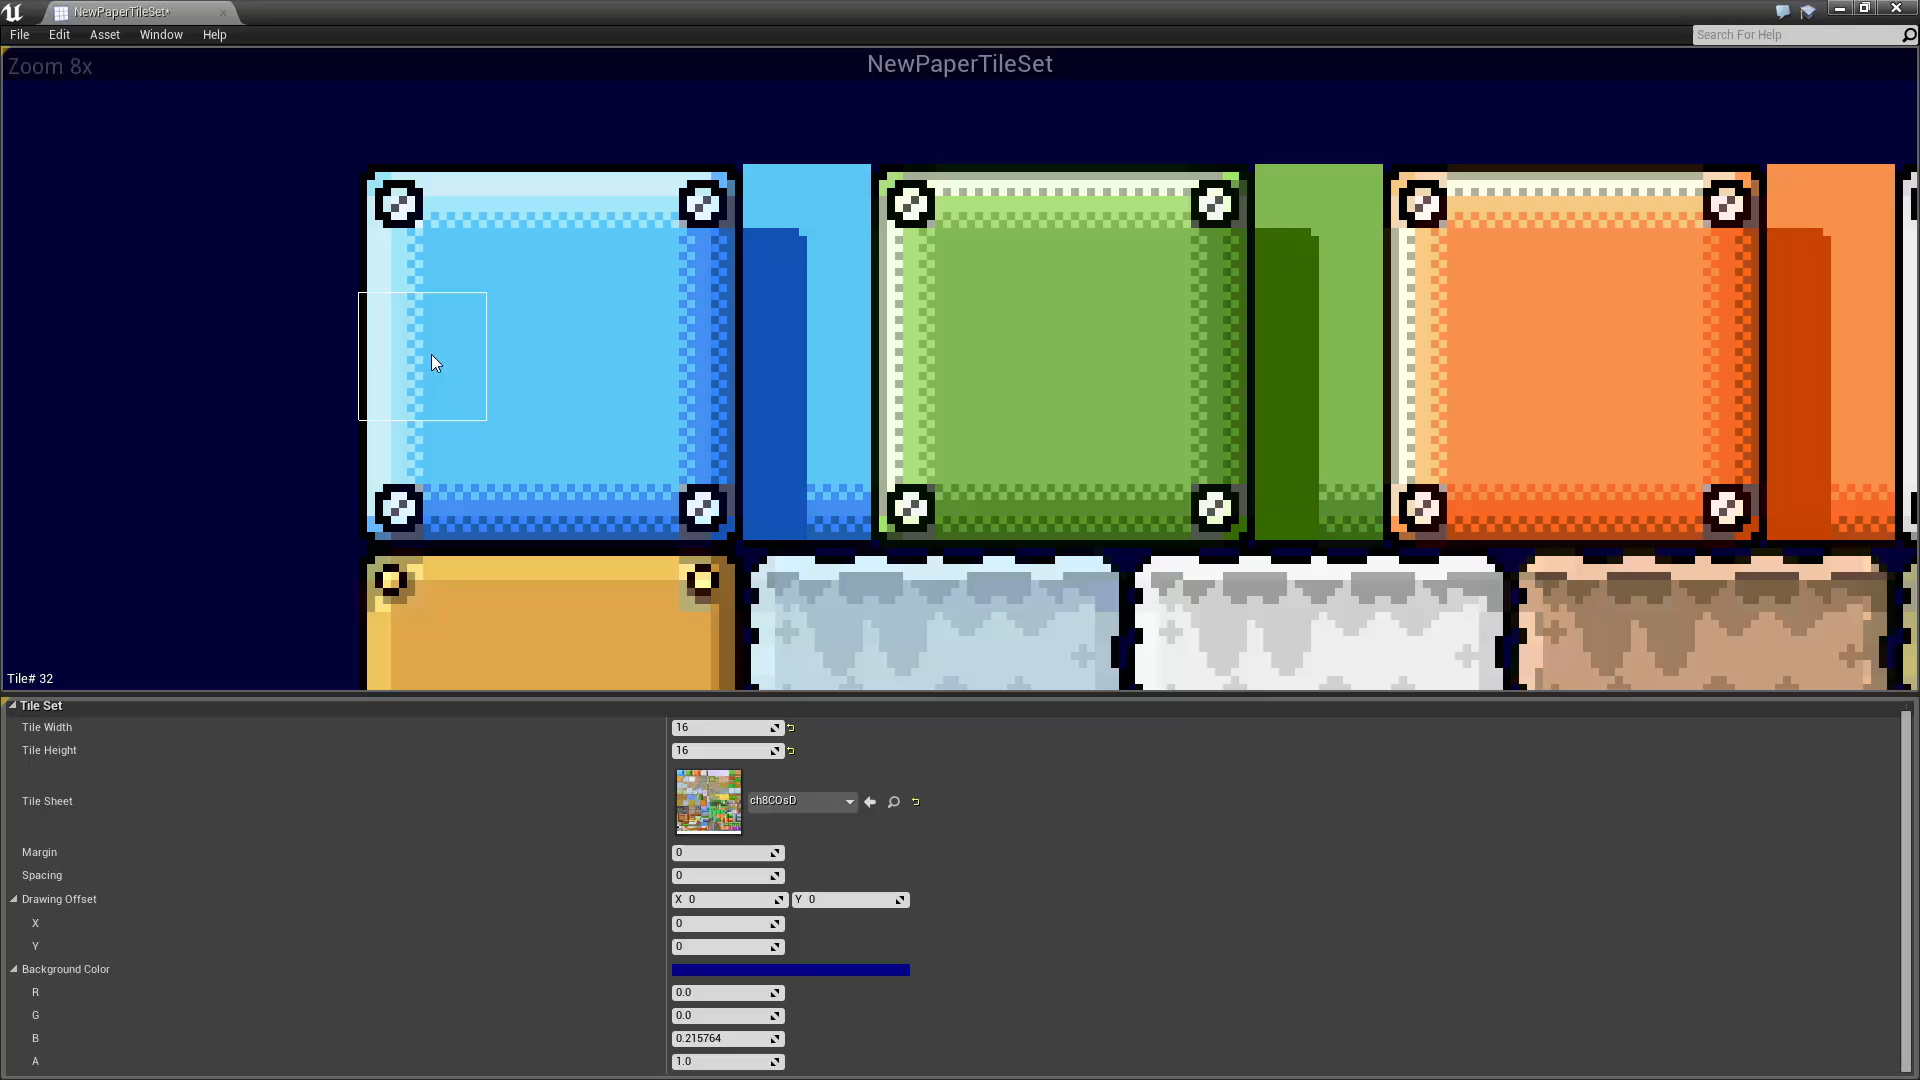 NewPaperTileSet*
File Edit Asset Window Help
Search For Help
Zoom 8x
NewPaperTileSet
Tile# 32
Tile Set
Tile Width 16
Tile Height 16
Tile Sheet ch8COsD
Margin 0
Spacing 0
Drawing Offset X 0 Y 0
X 0
Y 0
Background Color
R 0.0
G 0.0
B 0.215764
A 1.0